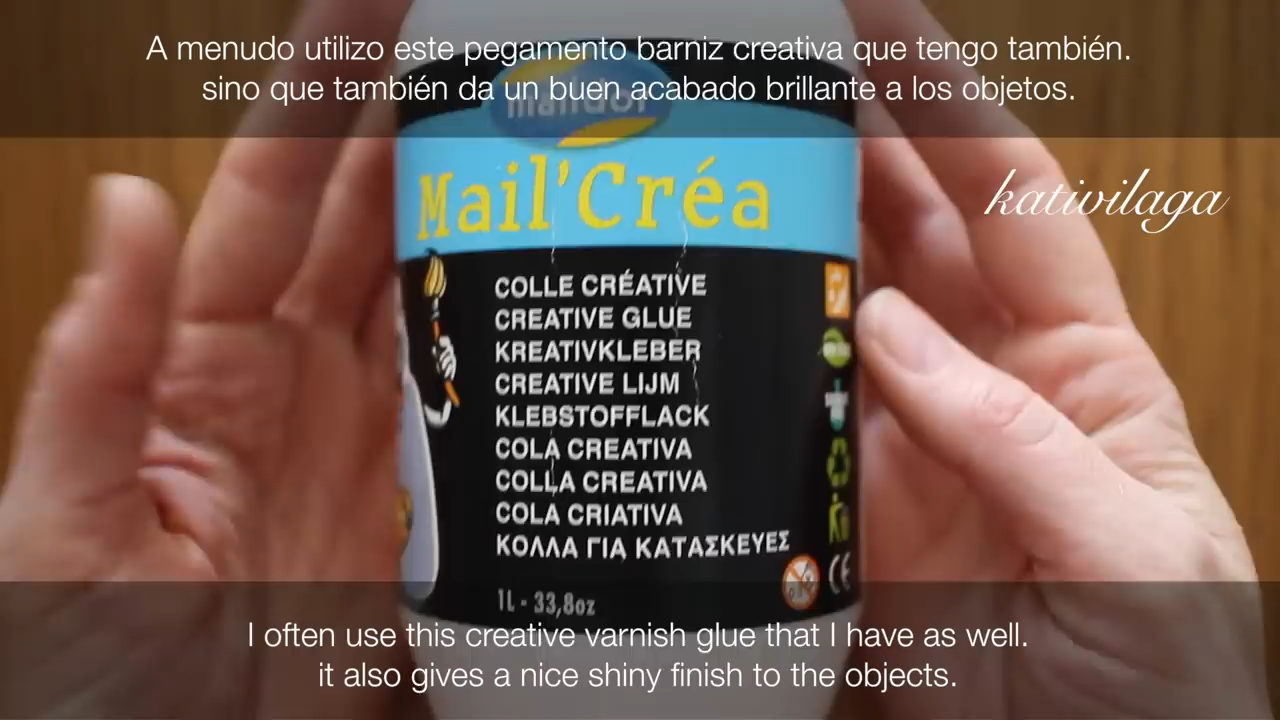 A menudo utilizo este pegamento barniz creativa que tengo también.
sino que también da un buen acabado brillante a los objetos.
kativilaga
Mail'Créa
COLLE CRÉATIVE
CREATIVE GLUE
KREATIVKLEBER
CREATIVE LIJM
KLEBSTOFFLACK
COLA CREATIVA
COLLA CREATIVA
COLA CRIATIVA
ΚΟΛΛΑ ΓΙΑ ΚΑΤΑΣΚΕΥΕΣ
CE
1L - 33,8oz
I often use this creative varnish glue that I have as well.
it also gives a nice shiny finish to the objects.